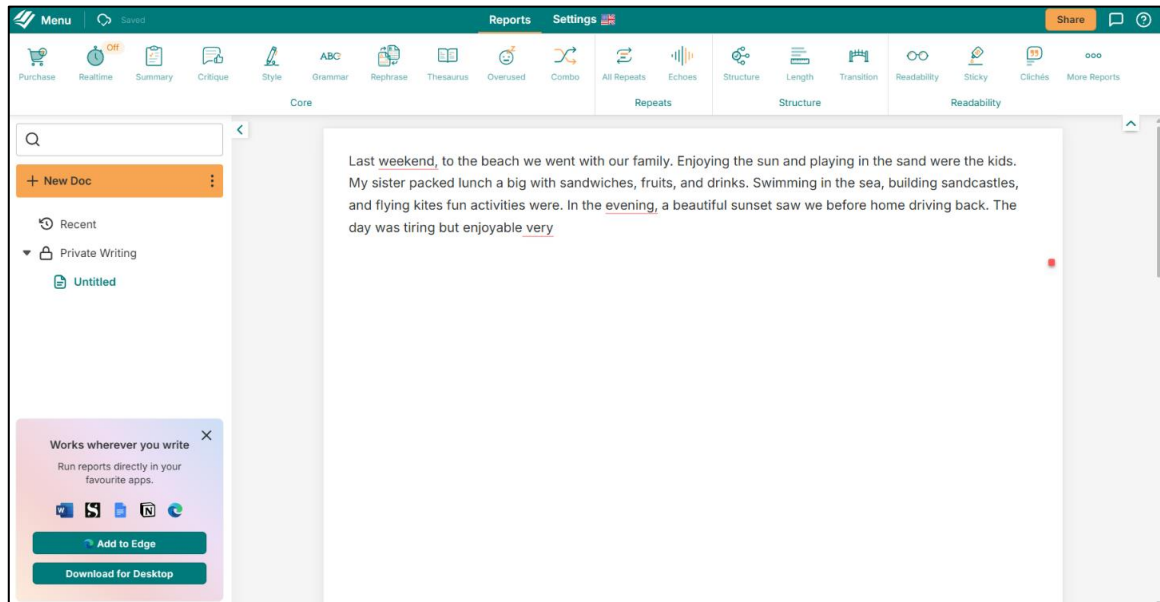 Menu Saved Reports Settings Share
Off
Purchase Realtime Summary Critique Style Grammar Rephrase Thesaurus Overused Combo All Repeats Echoes Structure Length Transition Readability Sticky Clichés More Reports
ABC
Core Repeats Structure Readability
+ New Doc
Recent
Private Writing
Untitled
Last weekend, to the beach we went with our family. Enjoying the sun and playing in the sand were the kids.
My sister packed lunch a big with sandwiches, fruits, and drinks. Swimming in the sea, building sandcastles,
and flying kites fun activities were. In the evening, a beautiful sunset saw we before home driving back. The
day was tiring but enjoyable very
Works wherever you write
Run reports directly in your
favourite apps.
Add to Edge
Download for Desktop